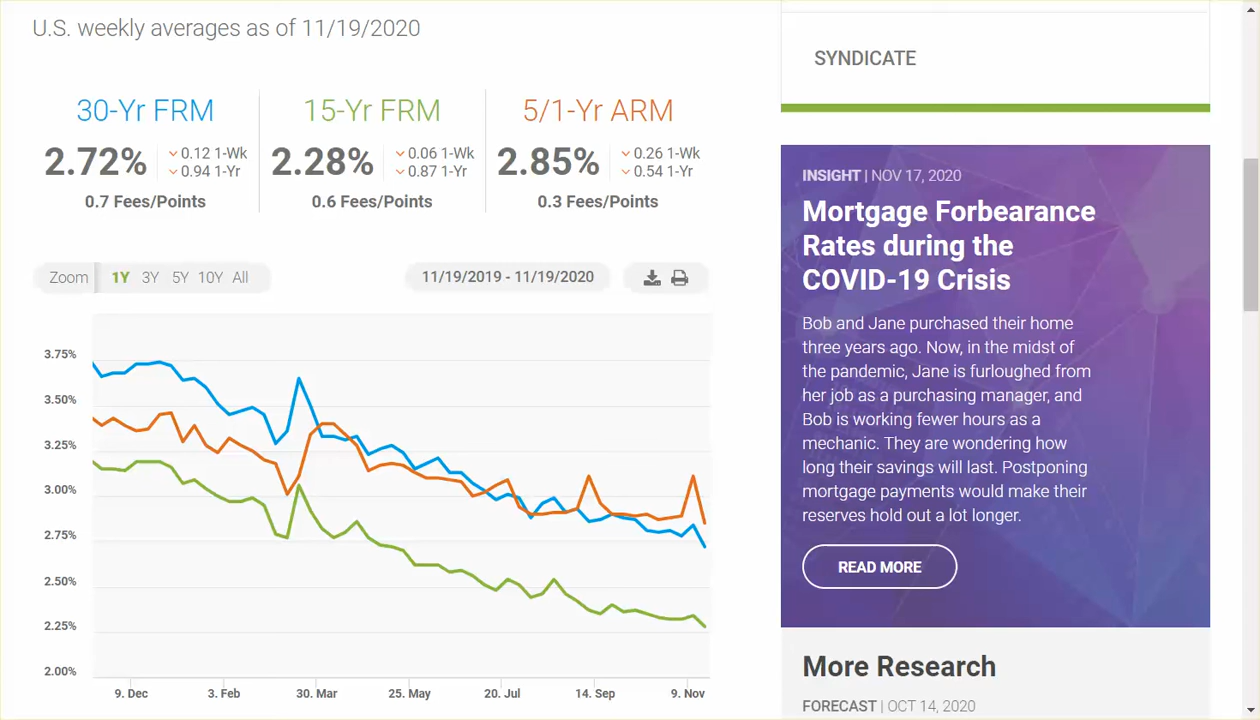 U.S. weekly averages as of 11/19/2020
30-Yr FRM
2.72%
0.12 1-Wk
0.94 1-Yr
0.7 Fees/Points
15-Yr FRM
2.28%
0.06 1-Wk
0.87 1-Yr
0.6 Fees/Points
5/1-Yr ARM
2.85%
0.26 1-Wk
0.54 1-Yr
0.3 Fees/Points
Zoom 1Y 3Y 5Y 10Y All
11/19/2019 - 11/19/2020
3.75%
3.50%
3.25%
3.00%
2.75%
2.50%
2.25%
2.00%
9. Dec 3. Feb 30. Mar 25. May 20. Jul 14. Sep 9. Nov
SYNDICATE
INSIGHT | NOV 17, 2020
Mortgage Forbearance
Rates during the
COVID-19 Crisis
Bob and Jane purchased their home
three years ago. Now, in the midst of
the pandemic, Jane is furloughed from
her job as a purchasing manager, and
Bob is working fewer hours as a
mechanic. They are wondering how
long their savings will last. Postponing
mortgage payments would make their
reserves hold out a lot longer.
READ MORE
More Research
FORECAST | OCT 14, 2020